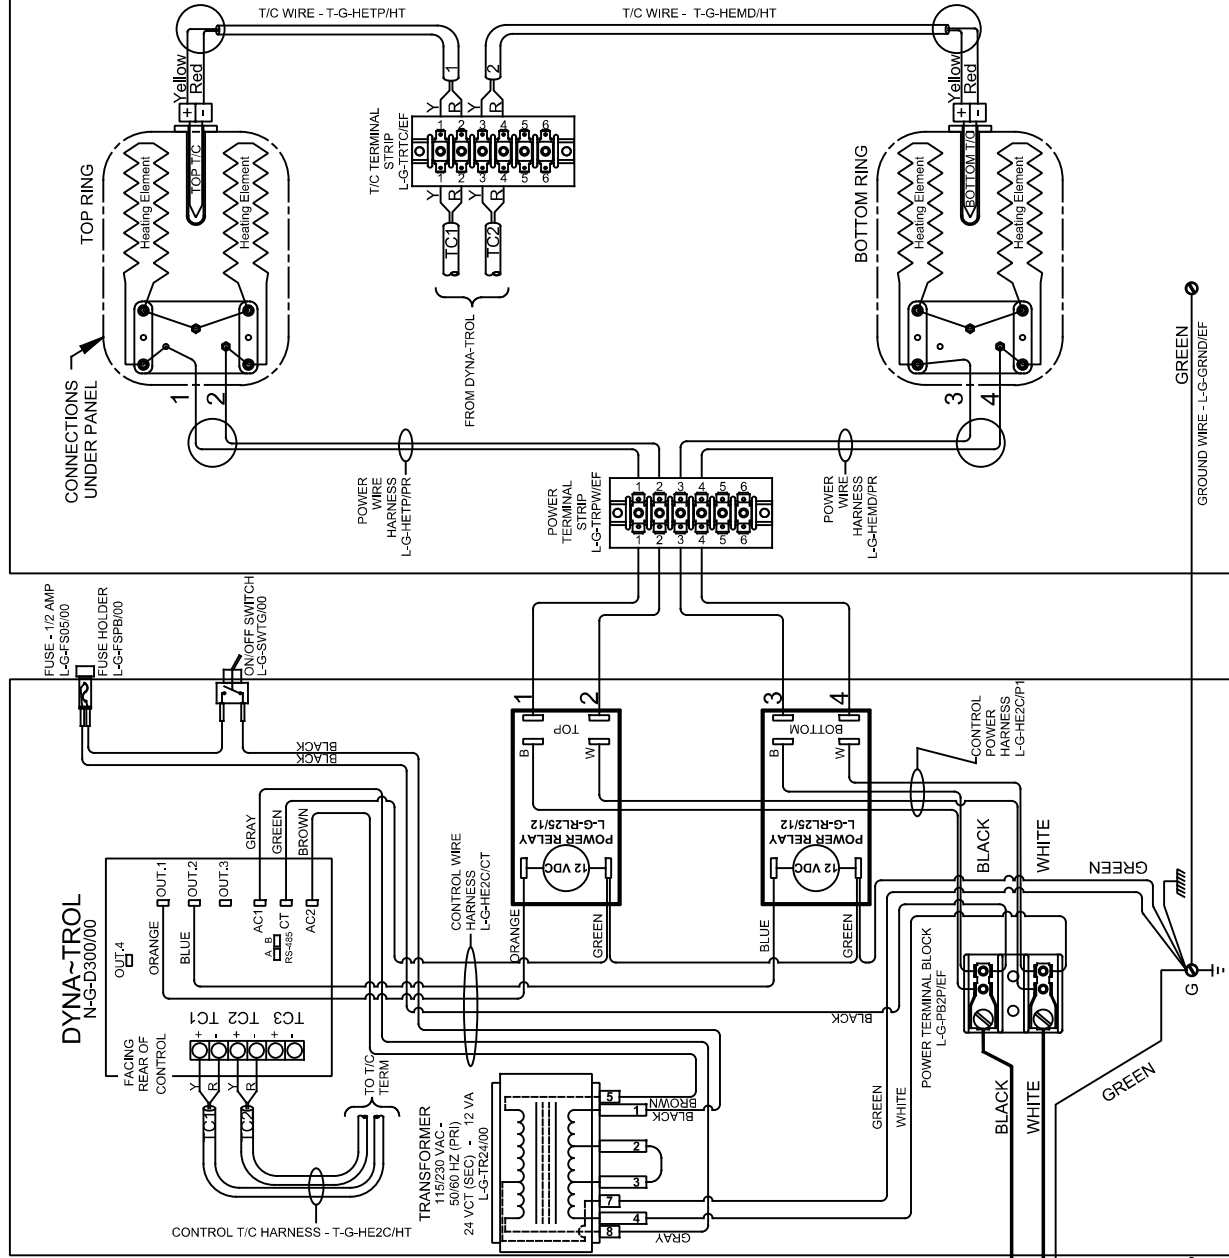 T/C WIRE - T-G-HETP/HT
T/C WIRE - T-G-HEMD/HT
Yellow
Red
+
-
1
2
Yellow
Red
+
-
Y
R
Y
R
1 2 3 4 5 6
1 2 3 4 5 6
T/C TERMINAL
STRIP
L-G-TRTC/EF
Y
R
Y
R
TC1
TC2
FROM DYNA-TROL
TOP RING
Heating Element
TOP T/C
Heating Element
BOTTOM RING
Heating Element
BOTTOM T/C
Heating Element
CONNECTIONS
UNDER PANEL
1
2
3
4
GREEN
GROUND WIRE - L-G-GRND/EF
POWER
WIRE
HARNESS
L-G-HETP/PR
POWER
TERMINAL
STRIP
L-G-TRPW/EF
1 2 3 4 5 6
1 2 3 4 5 6
POWER
WIRE
HARNESS
L-G-HEMD/PR
FUSE - 1/2 AMP
L-G-FS05/00
FUSE HOLDER
L-G-FSPB/00
ON/OFF SWITCH
L-G-SWTG/00
BLACK
BLACK
1
2
TOP
B
W
POWER RELAY
L-G-RL25/12
12 VDC
3
4
BOTTOM
B
W
POWER RELAY
L-G-RL25/12
12 VDC
CONTROL
POWER
HARNESS
L-G-HE2C/P1
BLACK
WHITE
GREEN
DYNA~TROL
N-G-D300/00
OUT.4
OUT.1
OUT.2
OUT.3
ORANGE
BLUE
GRAY
GREEN
BROWN
AC1
CT
AC2
A B
RS-485
CONTROL WIRE
HARNESS
L-G-HE2C/CT
ORANGE
GREEN
BLUE
GREEN
BLACK
FACING
REAR OF
CONTROL
TC1
TC2
TC3
+
-
+
-
+
-
Y
R
Y
R
TC1
TC2
TO T/C
TERM
CONTROL T/C HARNESS - T-G-HE2C/HT
TRANSFORMER
115/230 VAC -
50/60 HZ (PRI)
24 VCT (SEC) - 12 VA
L-G-TR24/00
5
BROWN
1
BLACK
2
3
7
4
8
GRAY
GREEN
WHITE
POWER TERMINAL BLOCK
L-G-PB2P/EF
BLACK
WHITE
GREEN
G